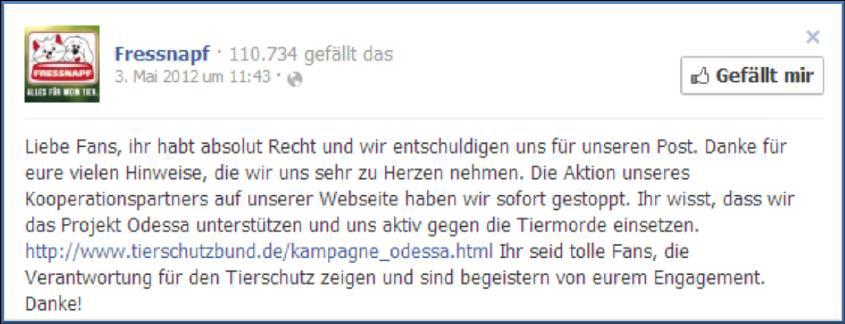 Fressnapf · 110.734 gefällt das
3. Mai 2012 um 11:43 ·
Gefällt mir
FRESSNAPF
ALLES FÜR MEIN TIER.
Liebe Fans, ihr habt absolut Recht und wir entschuldigen uns für unseren Post. Danke für
eure vielen Hinweise, die wir uns sehr zu Herzen nehmen. Die Aktion unseres
Kooperationspartners auf unserer Webseite haben wir sofort gestoppt. Ihr wisst, dass wir
das Projekt Odessa unterstützen und uns aktiv gegen die Tiermorde einsetzen.
http://www.tierschutzbund.de/kampagne_odessa.html Ihr seid tolle Fans, die
Verantwortung für den Tierschutz zeigen und sind begeistern von eurem Engagement.
Danke!